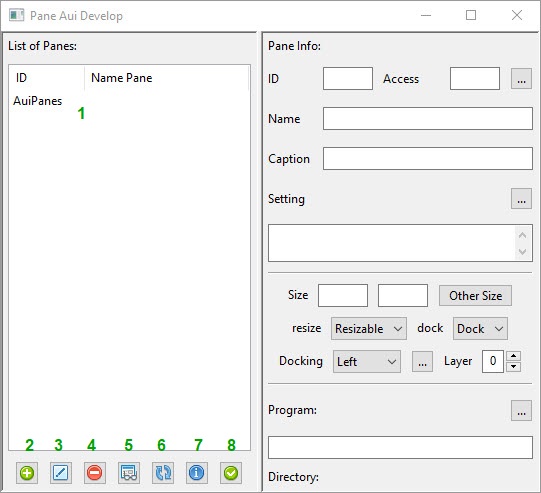 Pane Aui Develop
List of Panes:
ID Name Pane
AuiPanes
1
2 3 4 5 6 7 8
Pane Info:
ID Access ...
Name
Caption
Setting ...
Size Other Size
resize Resizable dock Dock
Docking Left ... Layer 0
Program: ...
Directory: